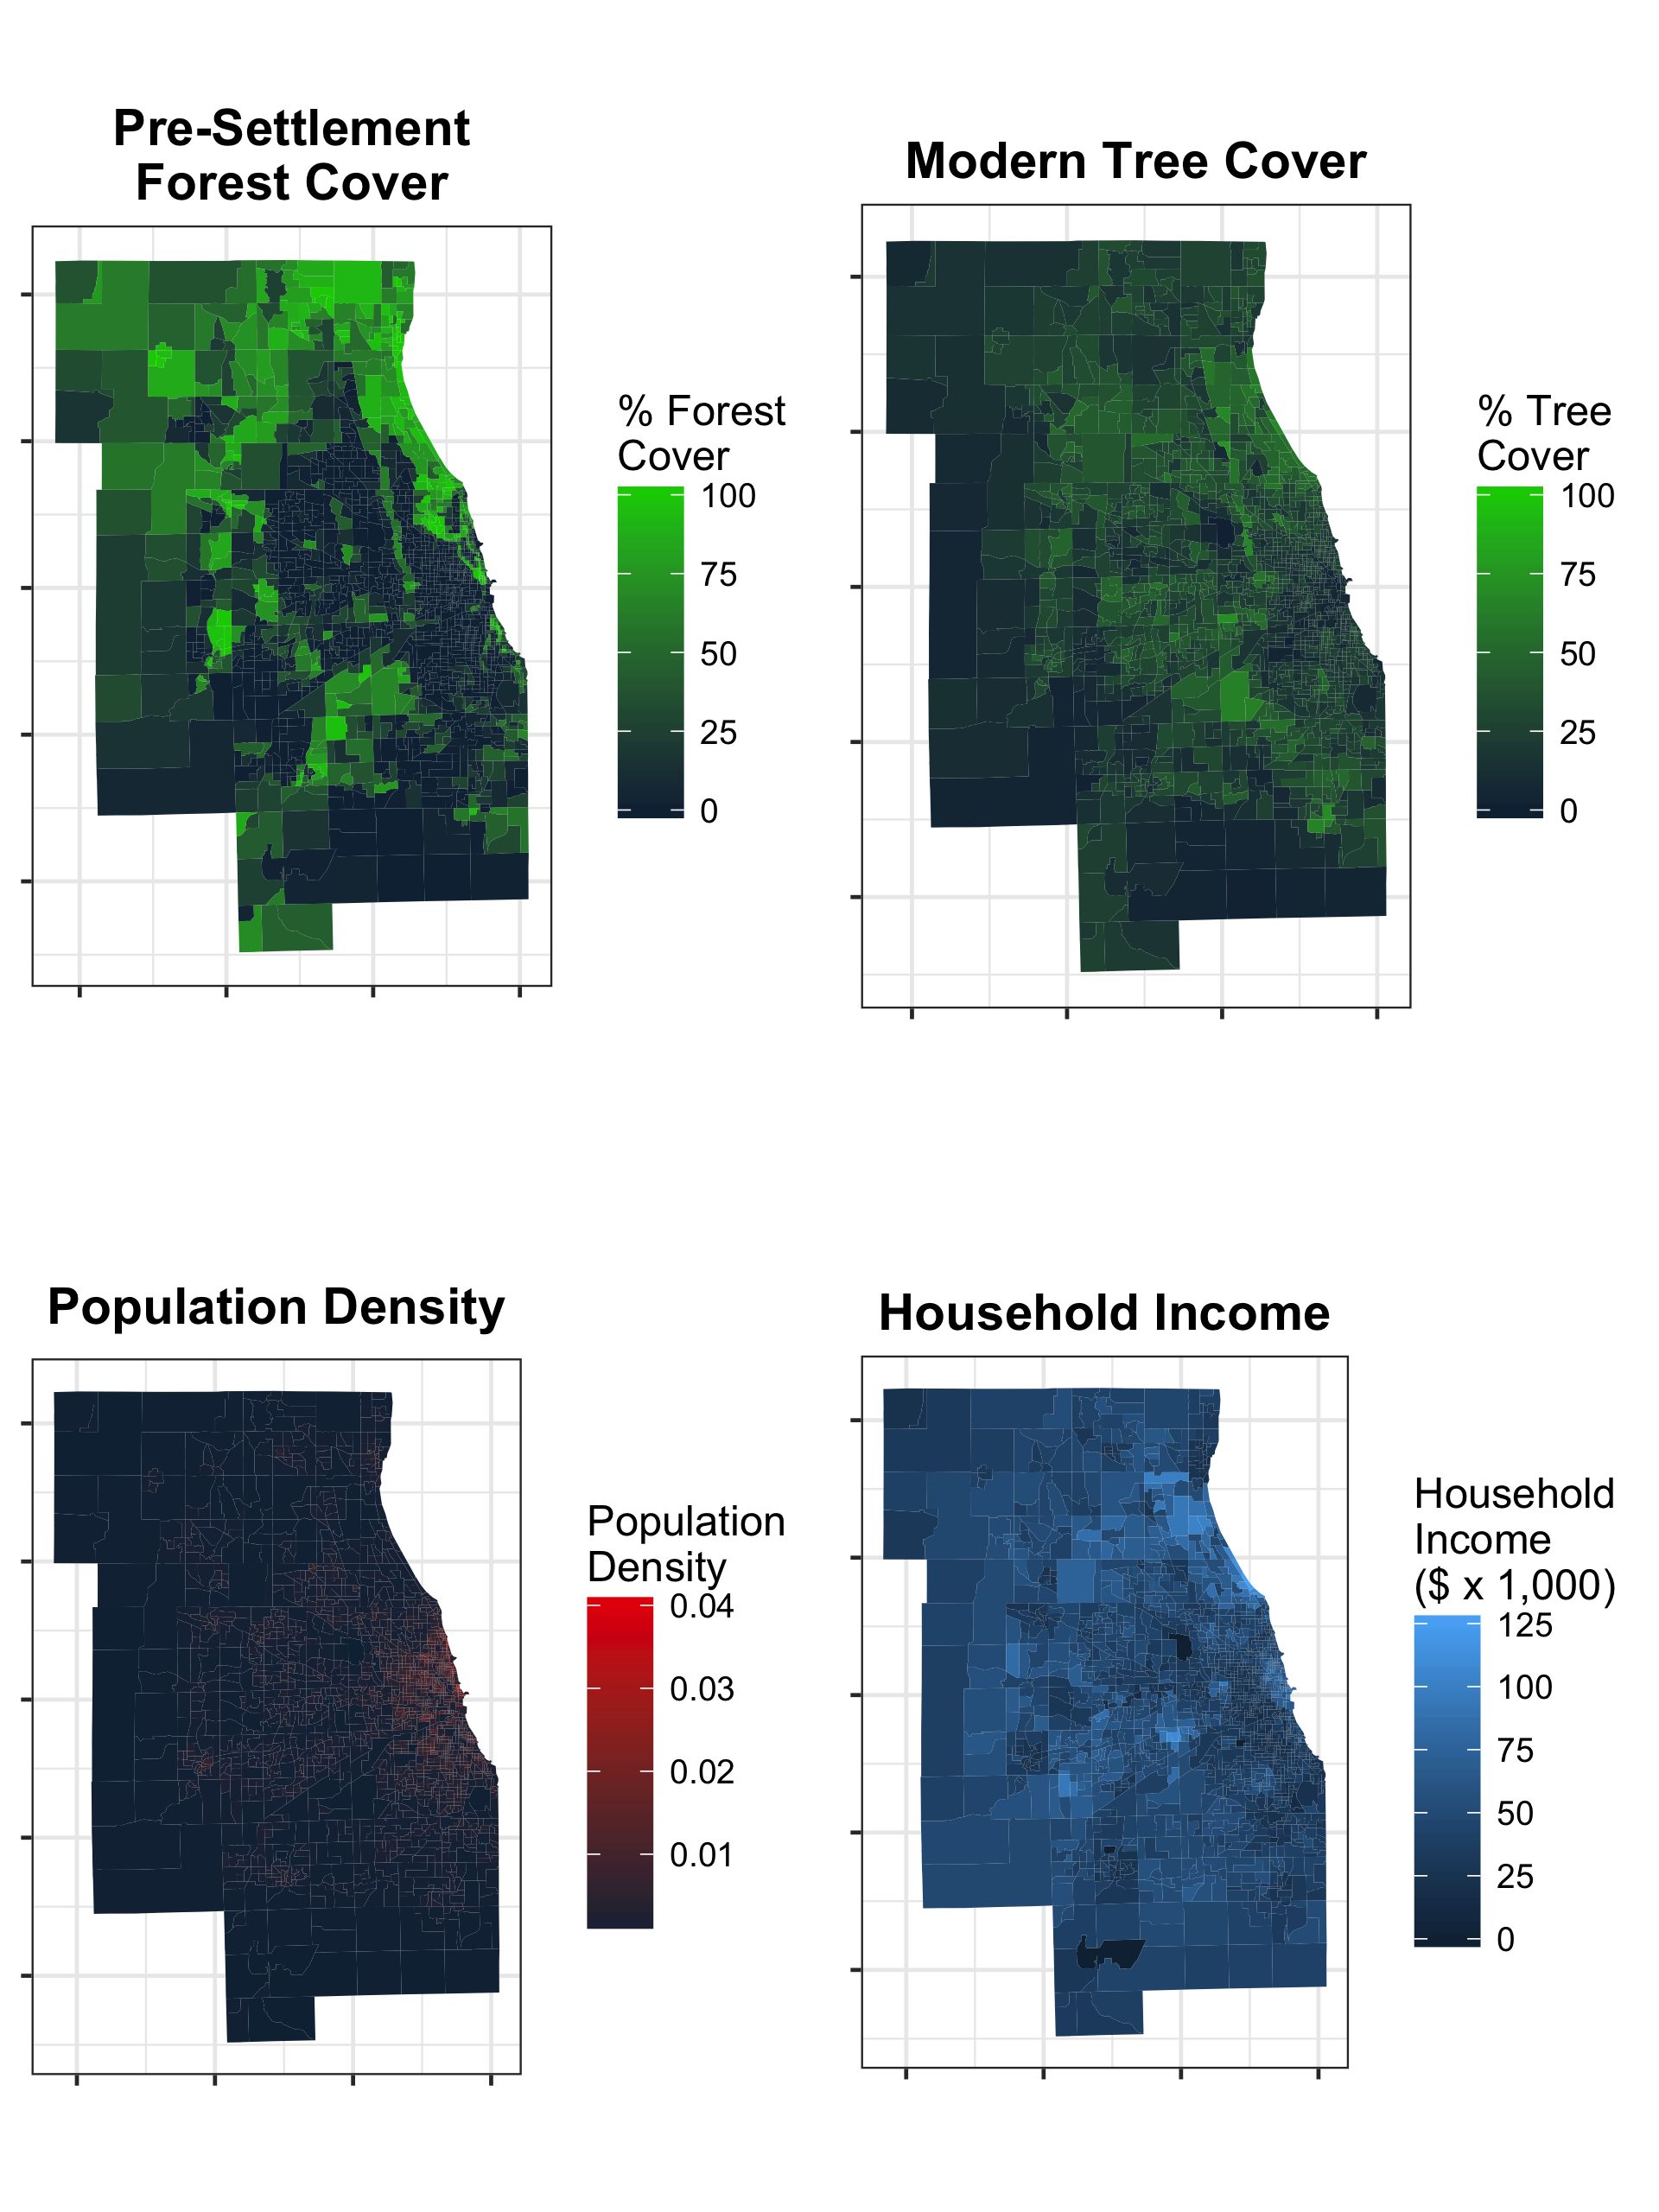 Pre-Settlement
Forest Cover
% Forest
Cover
100
75
50
25
0
Modern Tree Cover
% Tree
Cover
100
75
50
25
0
Population Density
Population
Density
0.04
0.03
0.02
0.01
Household Income
Household
Income
($ x 1,000)
125
100
75
50
25
0